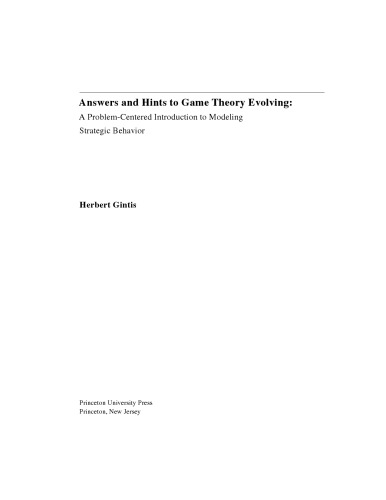 Answers and Hints to Game Theory Evolving:
A Problem-Centered Introduction to Modeling
Strategic Behavior
Herbert Gintis
Princeton University Press
Princeton, New Jersey